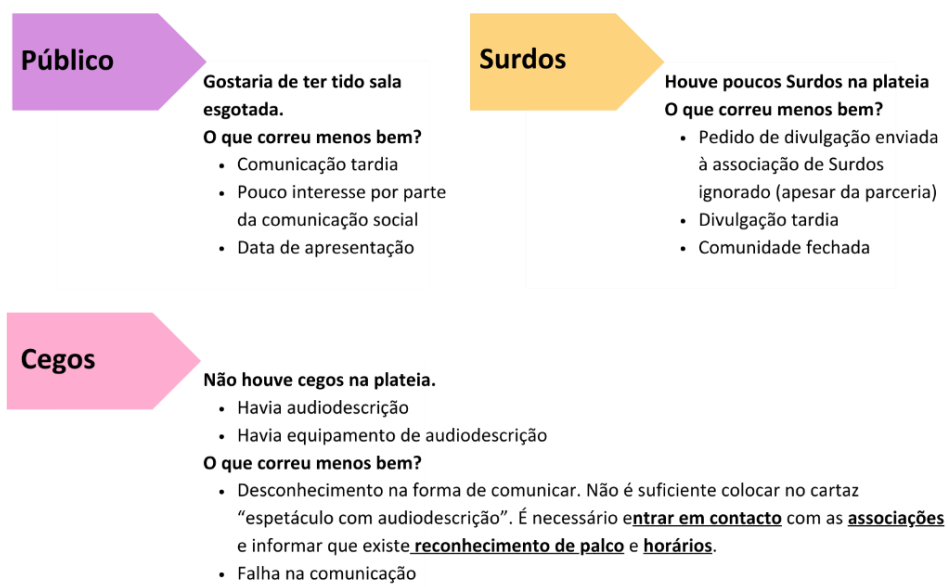 Público
Gostaria de ter tido sala
esgotada.
O que correu menos bem?
• Comunicação tardia
• Pouco interesse por parte
da comunicação social
• Data de apresentação
Surdos
Houve poucos Surdos na plateia
O que correu menos bem?
• Pedido de divulgação enviada
à associação de Surdos
ignorado (apesar da parceria)
• Divulgação tardia
• Comunidade fechada
Cegos
Não houve cegos na plateia.
• Havia audiodescrição
• Havia equipamento de audiodescrição
O que correu menos bem?
• Desconhecimento na forma de comunicar. Não é suficiente colocar no cartaz
“espetáculo com audiodescrição”. É necessário entrar em contacto com as associações
e informar que existe reconhecimento de palco e horários.
• Falha na comunicação